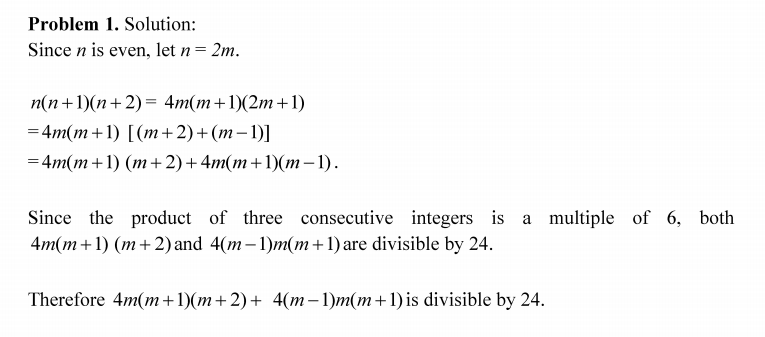 Problem 1. Solution:
Since n is even, let n = 2m.
n(n+1)(n+2) = 4m(m+1)(2m+1)
= 4m(m+1) [(m+2)+(m−1)]
= 4m(m+1) (m+2)+4m(m+1)(m−1).
Since the product of three consecutive integers is a multiple of 6, both
4m(m+1) (m+2) and 4(m−1)m(m+1) are divisible by 24.
Therefore 4m(m+1)(m+2)+ 4(m−1)m(m+1) is divisible by 24.